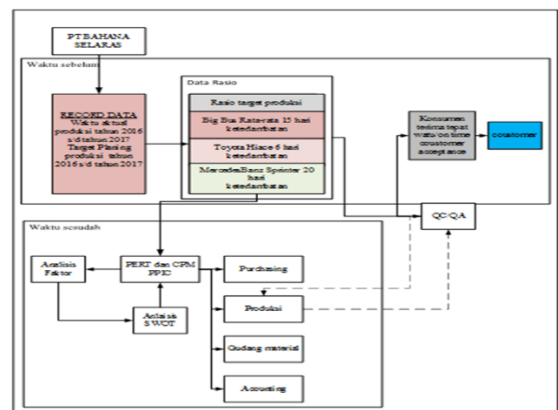 PT BAHANA
SELARAS
Waktu sebelum
RECORD DATA
Waktu aktual
produksi tahun 2016
s/d tahun 2017
Target Planing
produksi tahun
2016 s/d tahun 2017
Data Rasio
Rasio target produksi
Big Bus Rata-rata 15 hari
keterlambatan
Toyota Hiace 6 hari
keterlambatan
MercedesBanz Sprinter 20
hari
keterlambatan
Konsumen
terima tepat
watu/on time
coustomer
acceptance
coustomer
QC/QA
Waktu sesudah
Analisis
Faktor
PERT dan CPM
PPIC
Anlaisis
SWOT
Purchasing
Produksi
Gudang material
Accounting